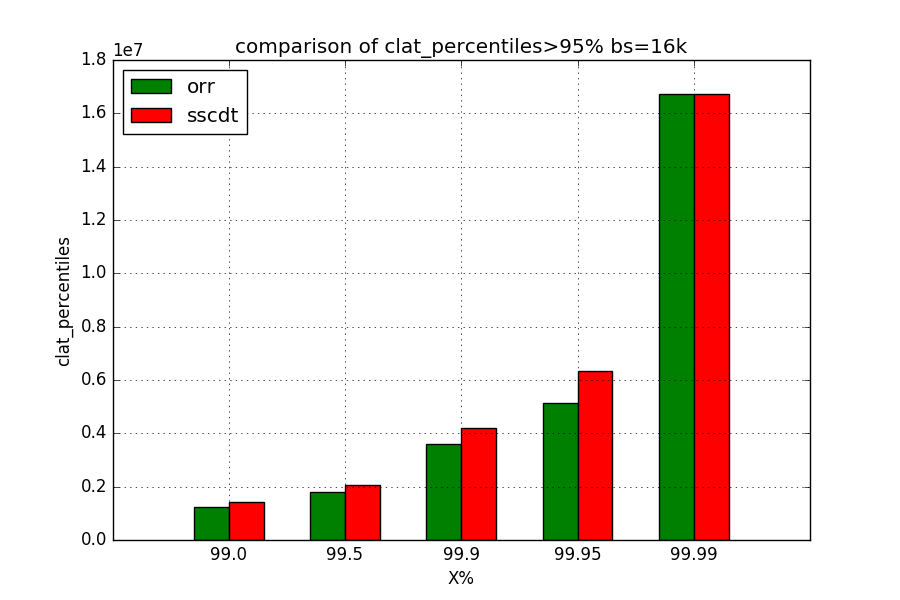 comparison of clat_percentiles>95% bs=16k
1e7
1.8
1.6
1.4
1.2
1.0
0.8
0.6
0.4
0.2
0.0
clat_percentiles
orr
sscdt
99.0 99.5 99.9 99.95 99.99
X%